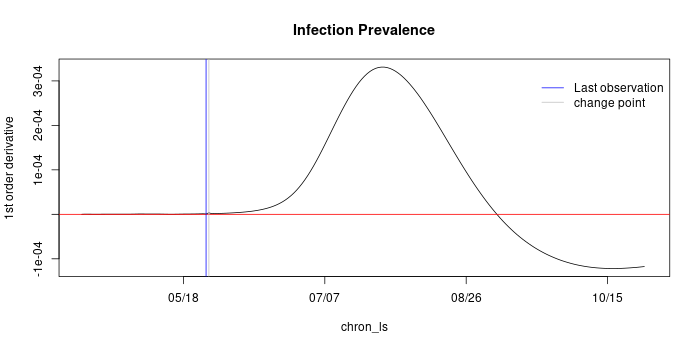 Infection Prevalence
1st order derivative
3e-04
2e-04
1e-04
-1e-04
Last observation
change point
05/18
07/07
08/26
10/15
chron_ls